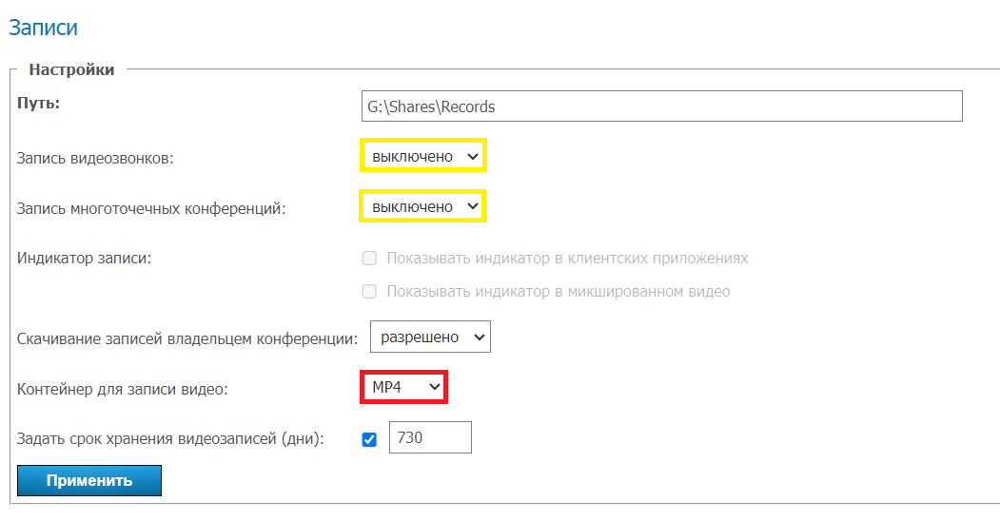 Записи
Настройки
Путь: G:\Shares\Records
Запись видеозвонков: выключено
Запись многоточечных конференций: выключено
Индикатор записи: Показывать индикатор в клиентских приложениях
Показывать индикатор в микшированном видео
Скачивание записей владельцем конференции: разрешено
Контейнер для записи видео: MP4
Задать срок хранения видеозаписей (дни): 730
Применить